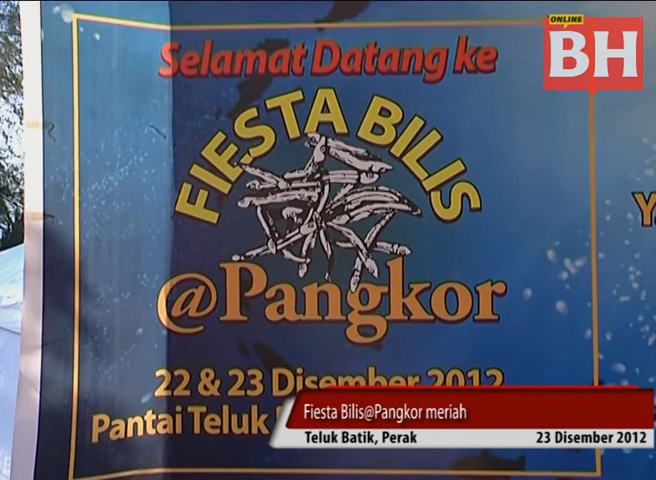 ONLINE
BH
Selamat Datang ke
FIESTA BILIS
@Pangkor
22 & 23 Disember 2012
Pantai Teluk
Fiesta Bilis@Pangkor meriah
Teluk Batik, Perak
23 Disember 2012